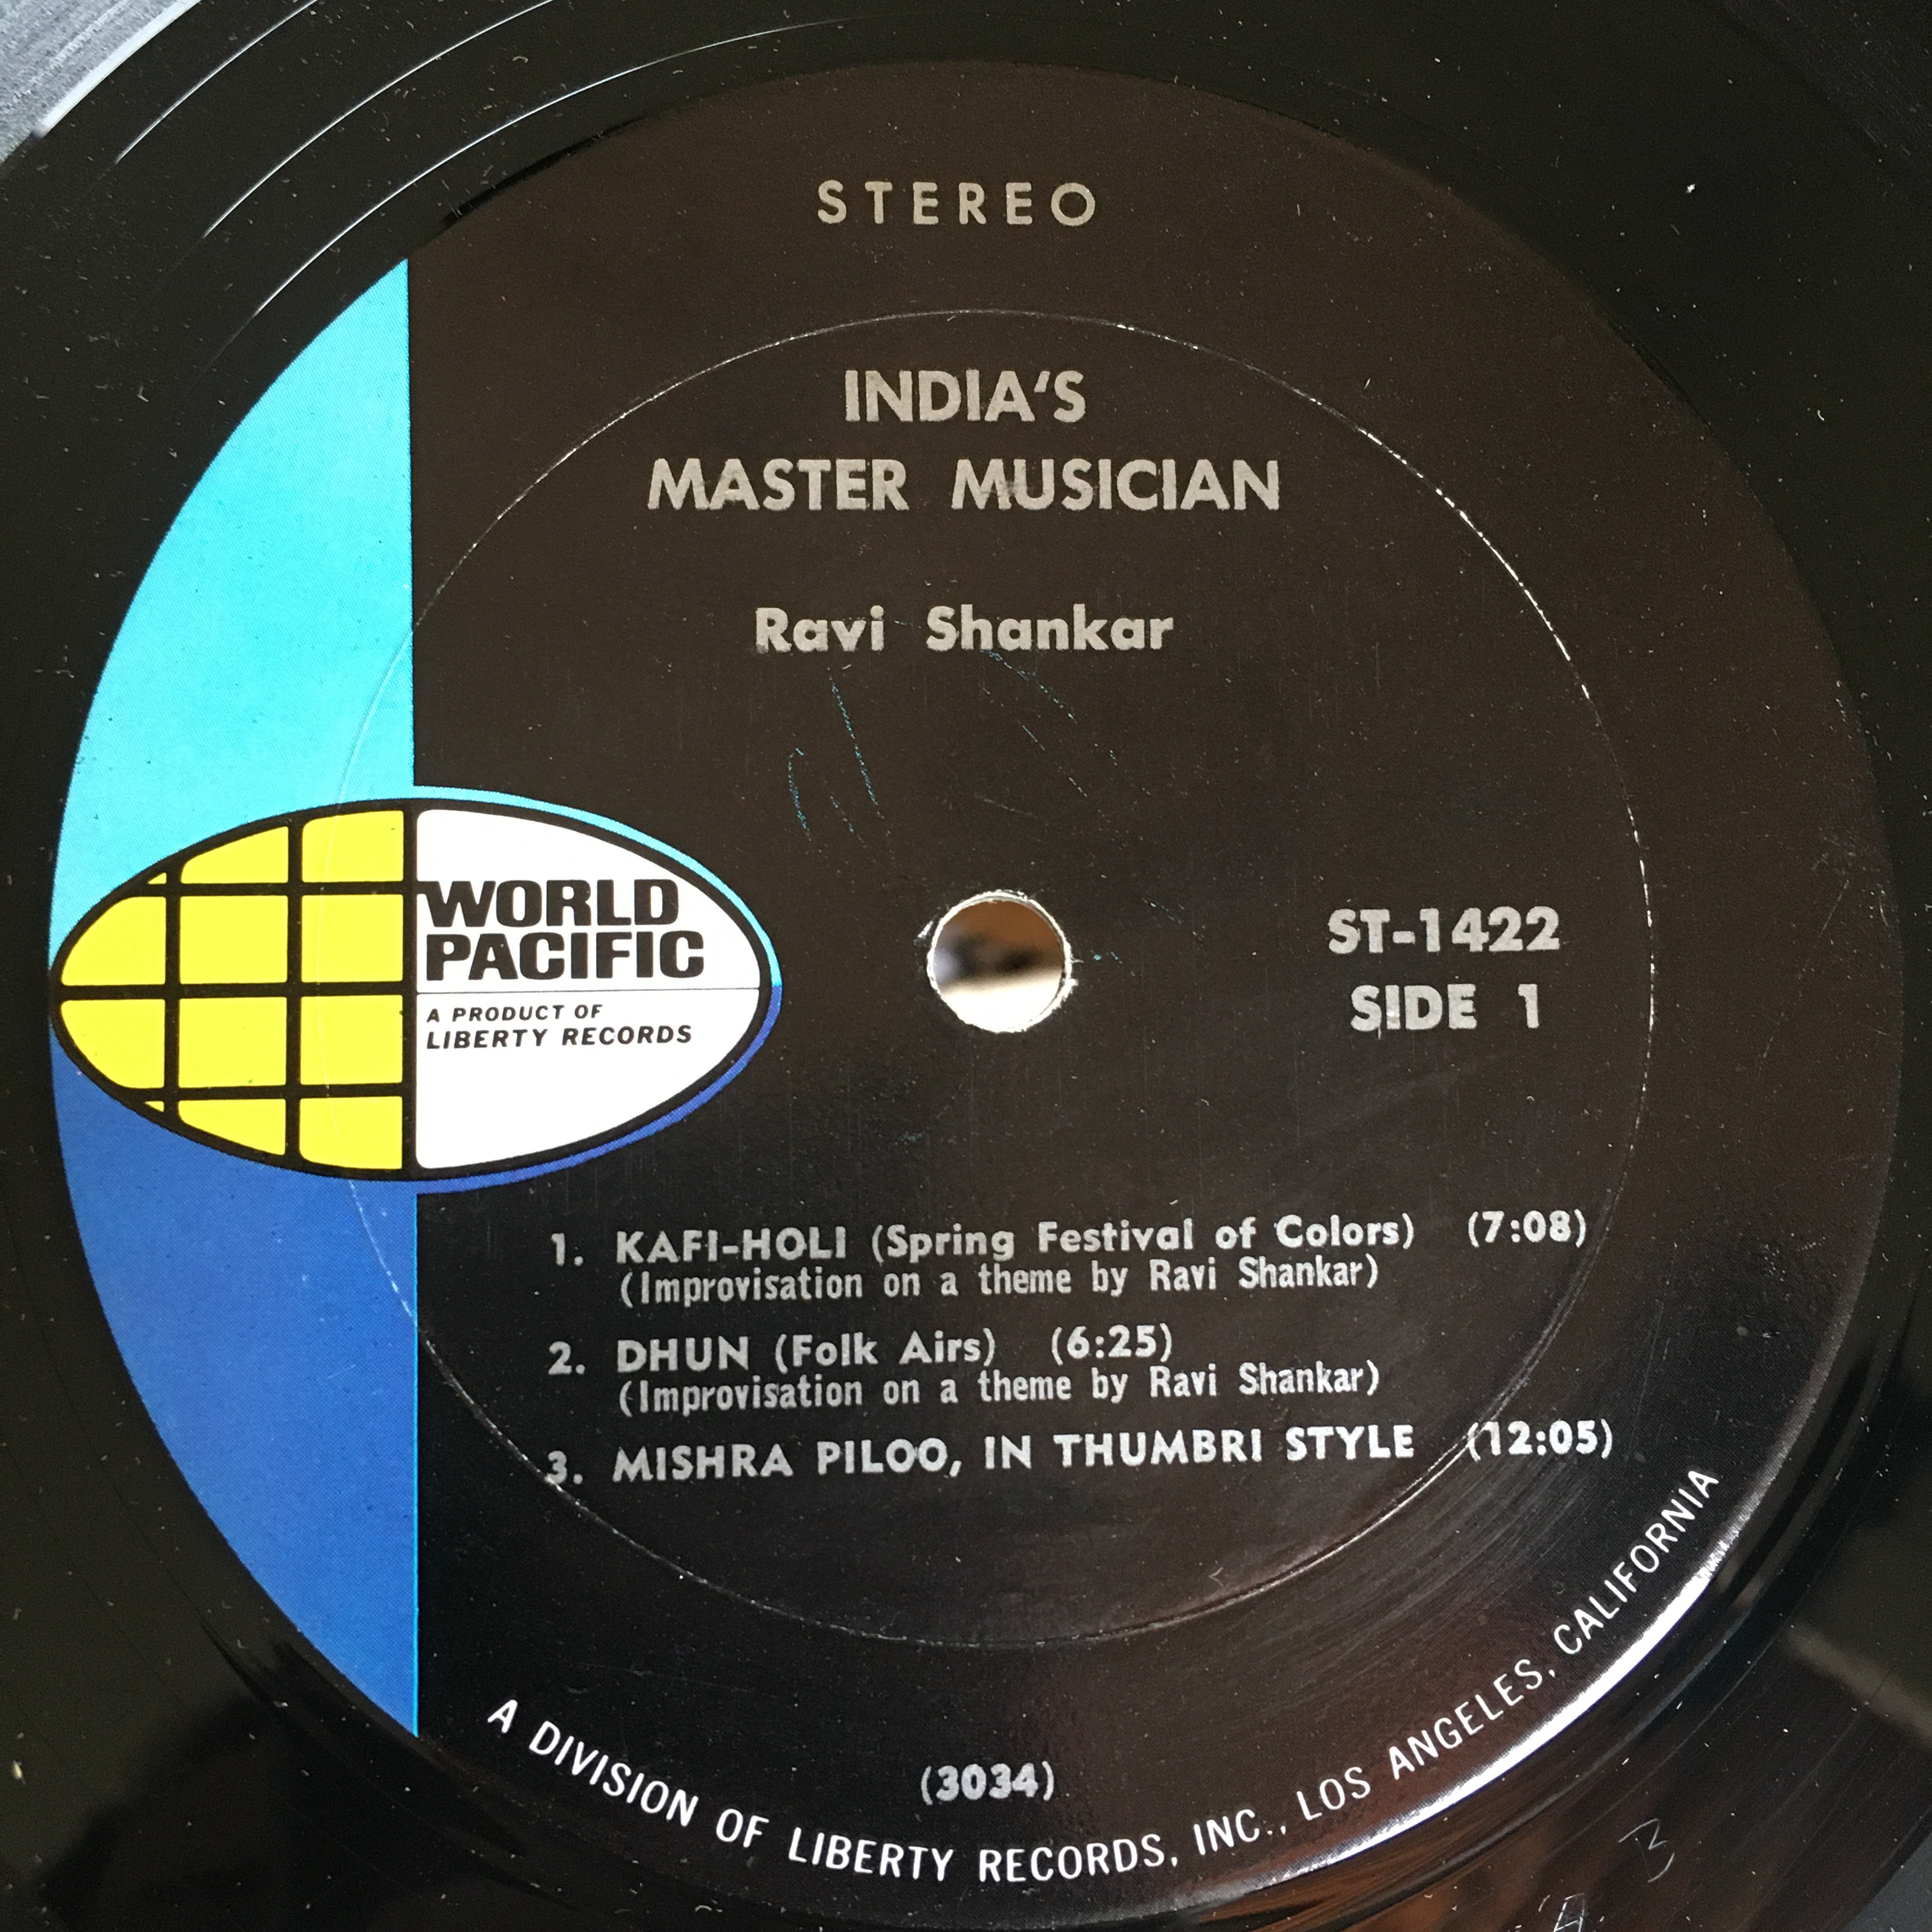 STEREO
INDIA'S
MASTER MUSICIAN
Ravi Shankar
WORLD
PACIFIC
A PRODUCT OF
LIBERTY RECORDS
ST-1422
SIDE 1
1. KAFI-HOLI (Spring Festival of Colors) (7:08)
(Improvisation on a theme by Ravi Shankar)
2. DHUN (Folk Airs) (6:25)
(Improvisation on a theme by Ravi Shankar)
3. MISHRA PILOO, IN THUMBRI STYLE (12:05)
(3034)
A DIVISION OF LIBERTY RECORDS, INC., LOS ANGELES, CALIFORNIA